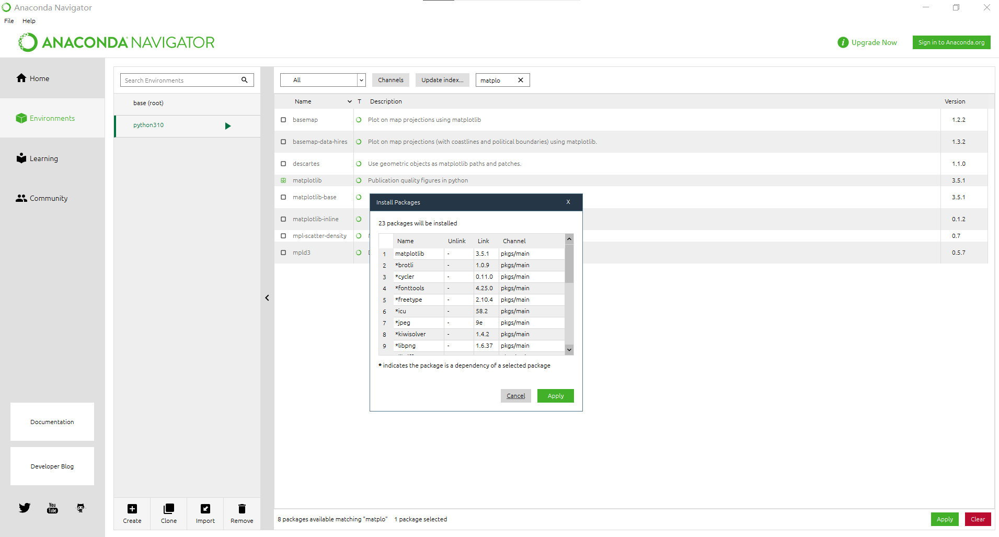 Anaconda Navigator
File Help
ANACONDA NAVIGATOR
i Upgrade Now Sign in to Anaconda.org
Home
Environments
Learning
Community
Documentation
Developer Blog
You Tube
Search Environments
base (root)
python310
Create Clone Import Remove
All Channels Update index... matplo
Name T Description Version
basemap Plot on map projections using matplotlib 1.2.2
basemap-data-hires Plot on map projections (with coastlines and political boundaries) using matplotlib. 1.3.2
descartes Use geometric objects as matplotlib paths and patches. 1.1.0
matplotlib Publication quality figures in python 3.5.1
matplotlib-base 3.5.1
matplotlib-inline 0.1.2
mpl-scatter-density 0.7
mpld3 0.5.7
Install Packages X
23 packages will be installed
Name Unlink Link Channel
1 matplotlib - 3.5.1 pkgs/main
2 *brotli - 1.0.9 pkgs/main
3 *cycler - 0.11.0 pkgs/main
4 *fonttools - 4.25.0 pkgs/main
5 *freetype - 2.10.4 pkgs/main
6 *icu - 58.2 pkgs/main
7 *jpeg - 9e pkgs/main
8 *kiwisolver - 1.4.2 pkgs/main
9 *libpng - 1.6.37 pkgs/main
* indicates the package is a dependency of a selected package
Cancel Apply
8 packages available matching "matplo" 1 package selected
Apply Clear